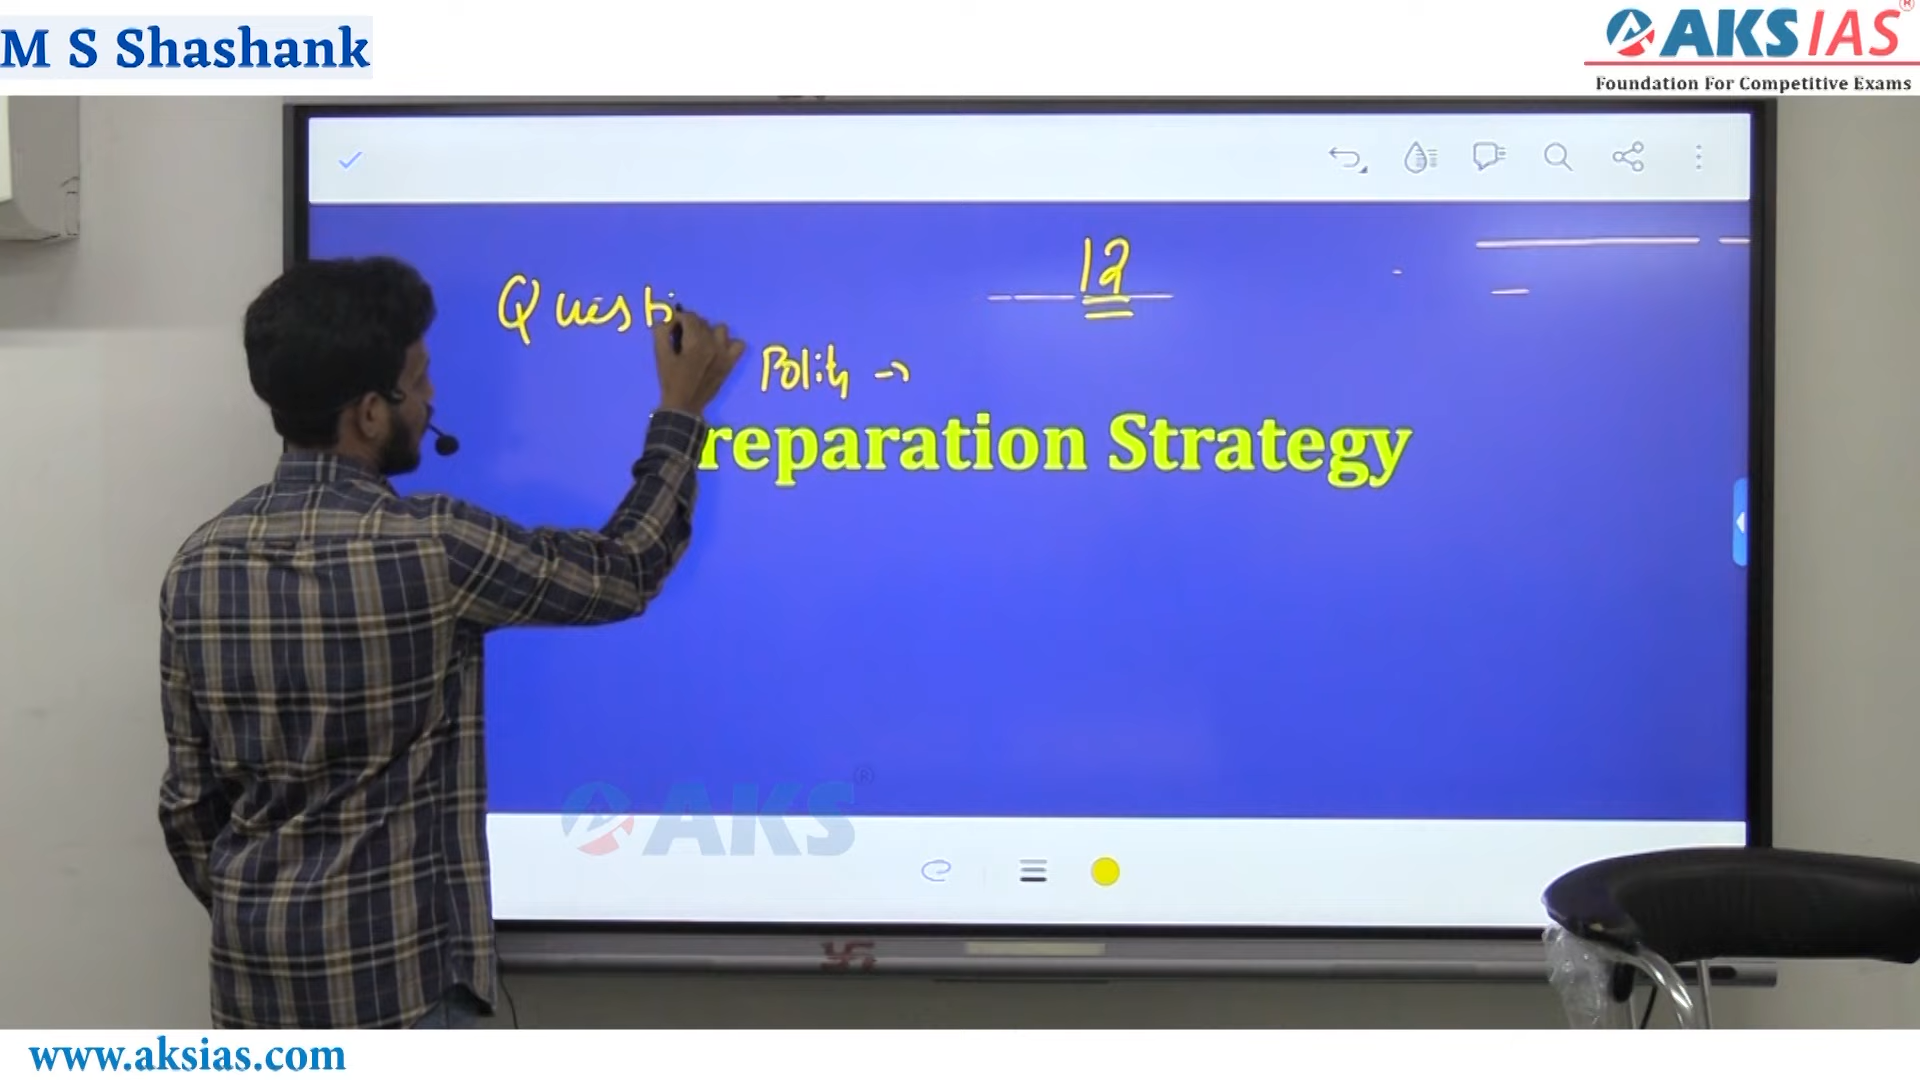 M S Shashank
AKS IAS®
Foundation For Competitive Exams
12
Questi
Polity →
reparation Strategy
AKS®
www.aksias.com